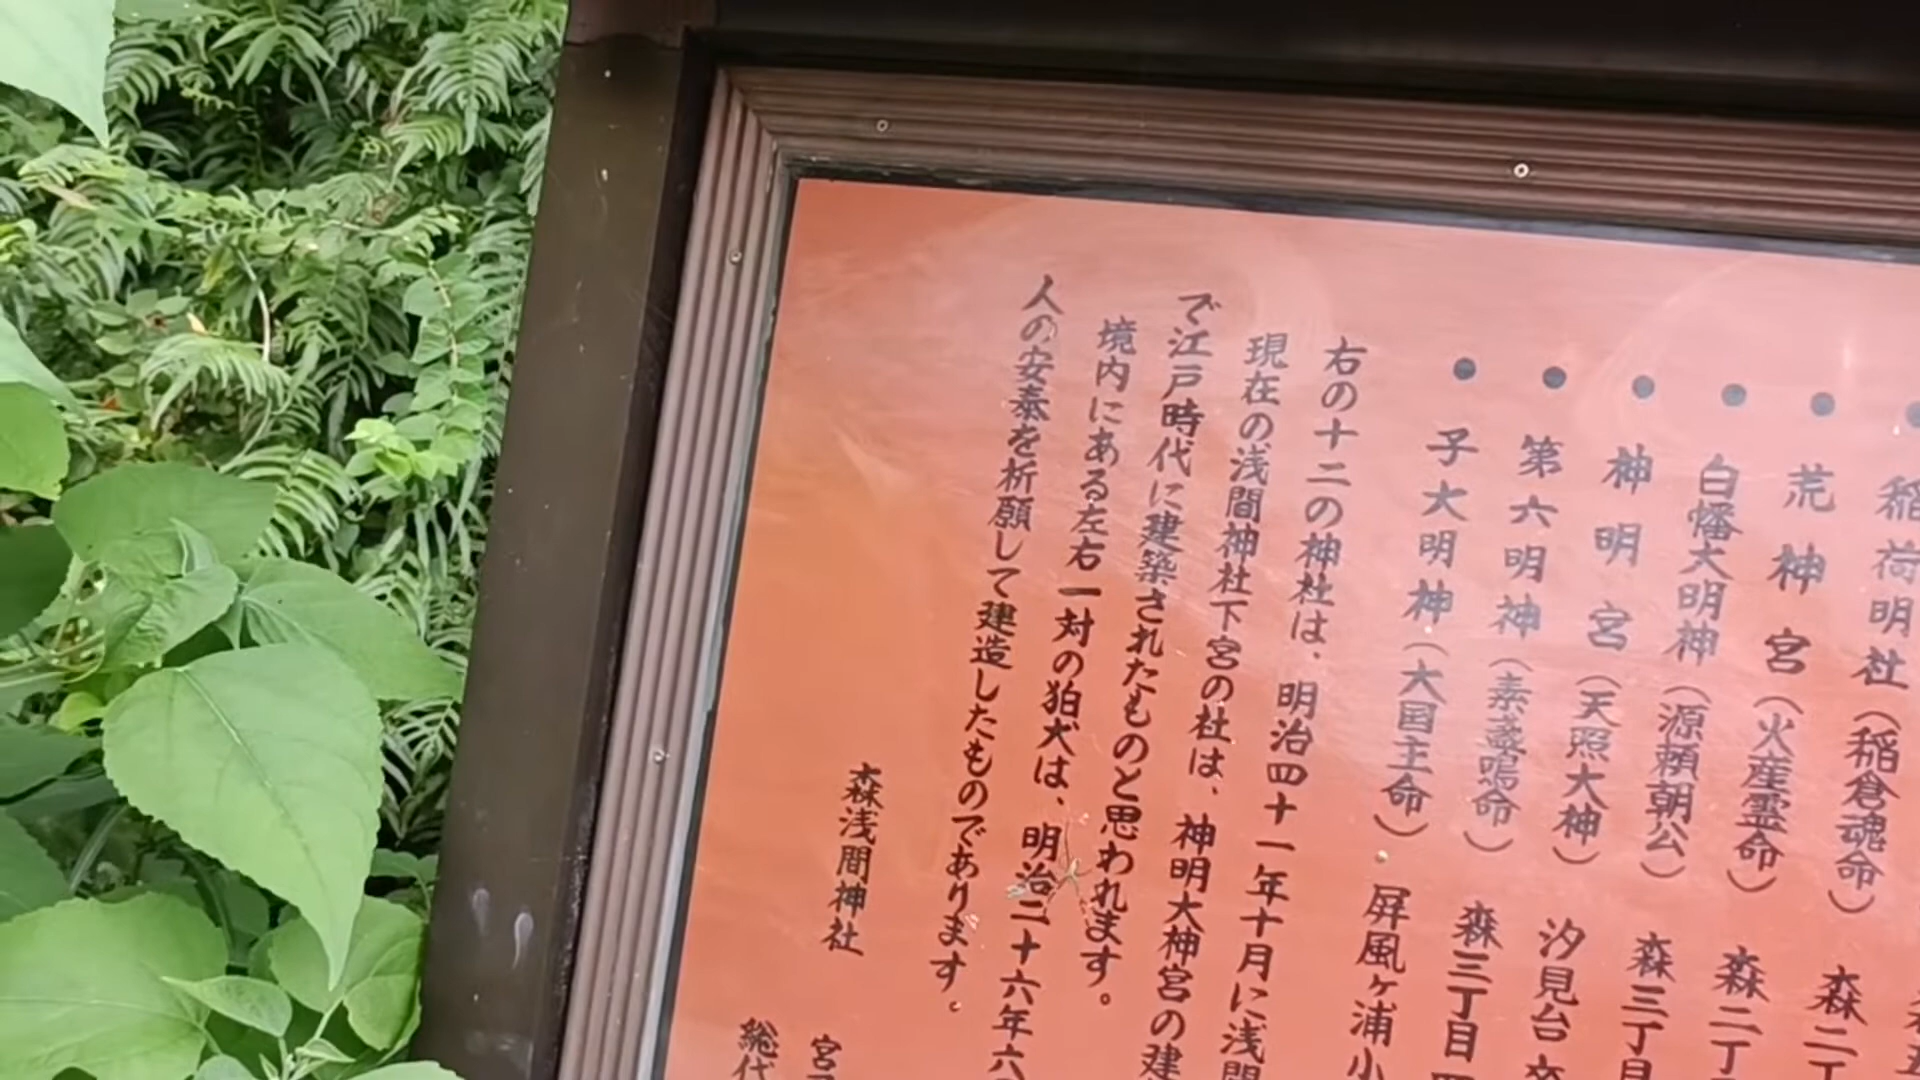 稲荷明社（稲倉魂命）
● 荒神宮（火産霊命） 森二丁
● 白幡大明神（源頼朝公） 森二丁
● 神明宮（天照大神） 森三丁目
● 第六明神（素盞鳴命） 汐見台
● 子大明神（大国主命） 森三丁目
右の十二の神社は、明治四十一年十月に浅間
現在の浅間神社下宮の社は、神明大神宮の建
で江戸時代に建築されたものと思われます。
境内にある左右一対の狛犬は、明治二十六年六
人の安泰を祈願して建造したものであります。
屏風ヶ浦小
森浅間神社
宮
総代